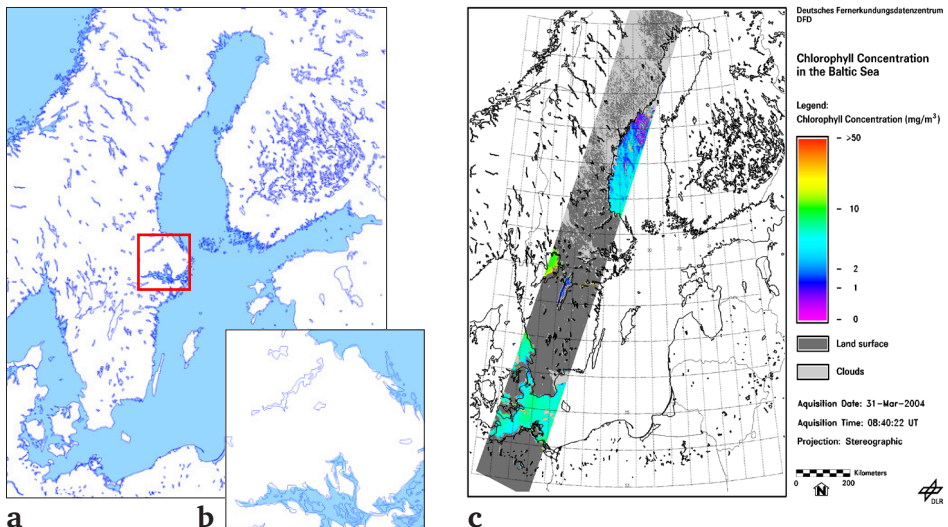 a
b
c
Deutsches Fernerkundungsdatenzentrum
DFD
Chlorophyll Concentration
in the Baltic Sea
Legend:
Chlorophyll Concentration (mg/m³)
>50
10
2
1
0
Land surface
Clouds
Aquisition Date: 31-Mar-2004
Aquisition Time: 08:40:22 UT
Projection: Stereographic
Kilometers
0 200
N
DLR